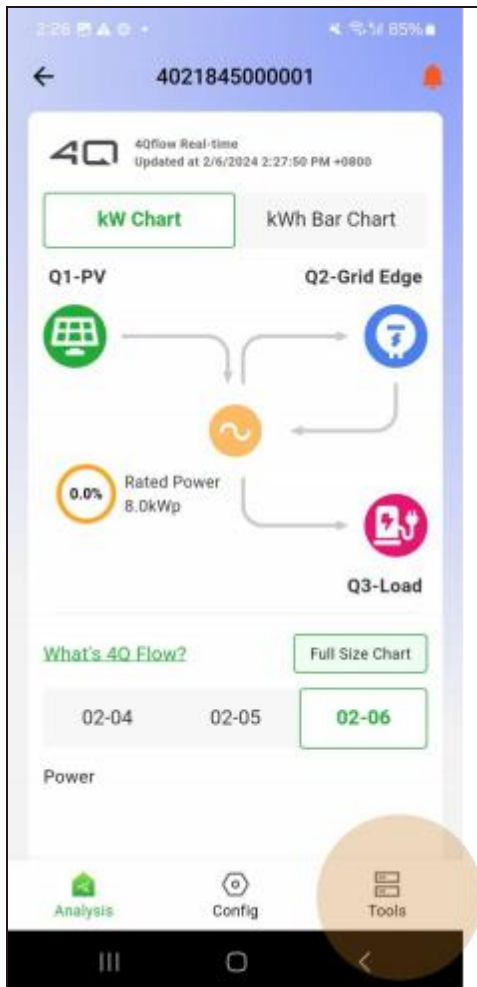 2:26
85%
4021845000001
4Q
4Qflow Real-time
Updated at 2/6/2024 2:27:50 PM +0800
kW Chart
kWh Bar Chart
Q1-PV
Q2-Grid Edge
0.0%
Rated Power
8.0kWp
Q3-Load
What's 4Q Flow?
Full Size Chart
02-04
02-05
02-06
Power
Analysis
Config
Tools